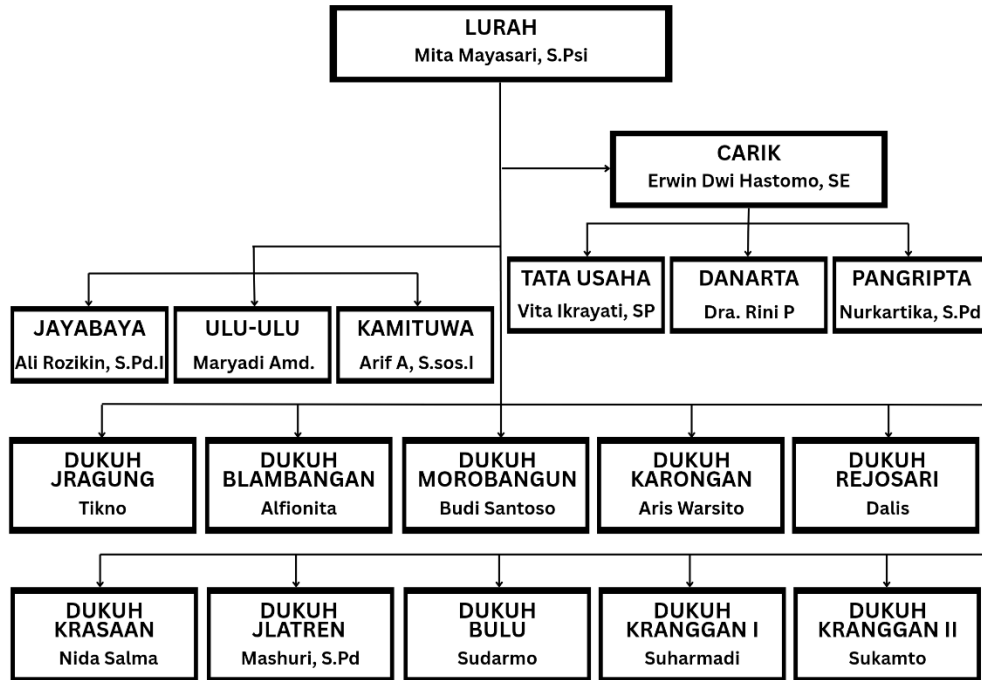 LURAH
Mita Mayasari, S.Psi
CARIK
Erwin Dwi Hastomo, SE
TATA USAHA
Vita Ikrayati, SP
DANARTA
Dra. Rini P
PANGRIPTA
Nurkartika, S.Pd
JAYABAYA
Ali Rozikin, S.Pd.I
ULU-ULU
Maryadi Amd.
KAMITUWA
Arif A, S.sos.I
DUKUH
JRAGUNG
Tikno
DUKUH
BLAMBANGAN
Alfionita
DUKUH
MOROBANGUN
Budi Santoso
DUKUH
KARONGAN
Aris Warsito
DUKUH
REJOSARI
Dalis
DUKUH
KRASAAN
Nida Salma
DUKUH
JLATREN
Mashuri, S.Pd
DUKUH
BULU
Sudarmo
DUKUH
KRANGGAN I
Suharmadi
DUKUH
KRANGGAN II
Sukamto